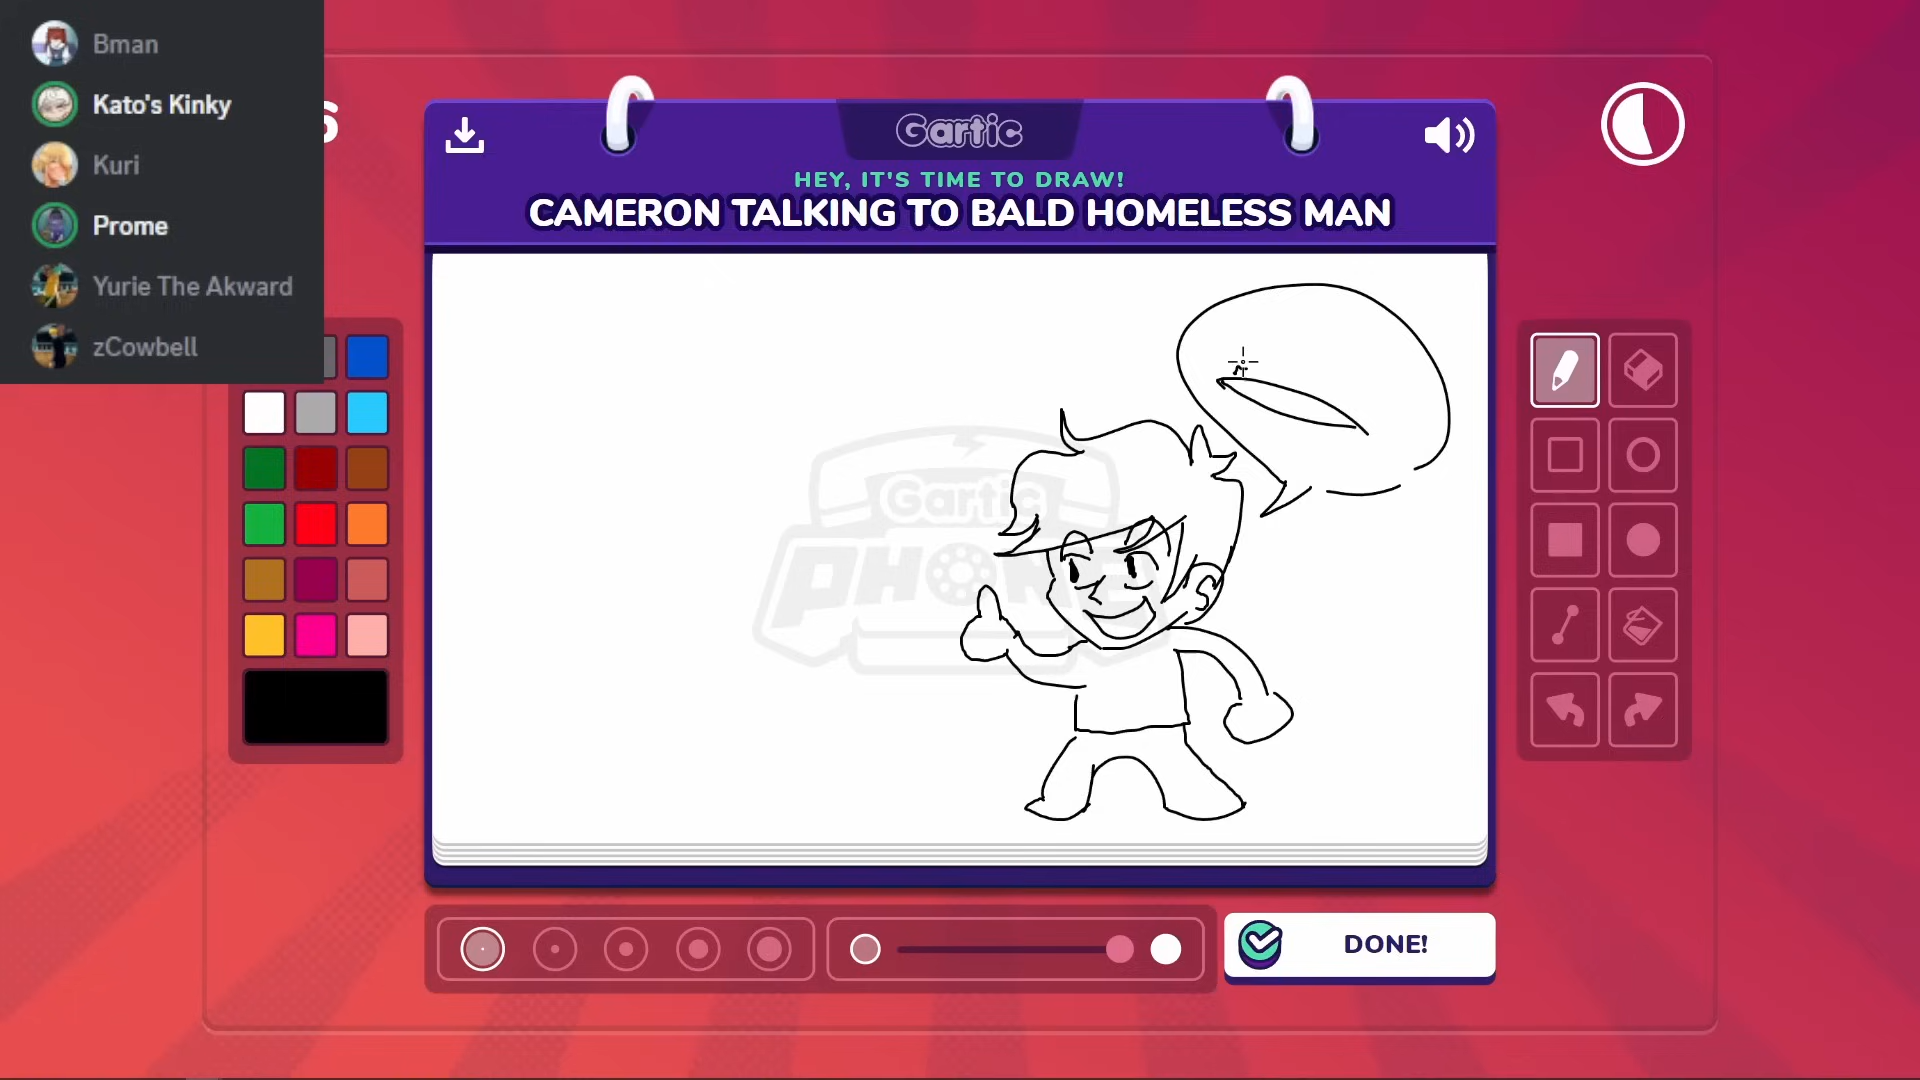 Bman
Kato's Kinky
Kuri
Prome
Yurie The Akward
zCowbell
Gartic
HEY, IT'S TIME TO DRAW!
CAMERON TALKING TO BALD HOMELESS MAN
Gartic
PHONE
DONE!